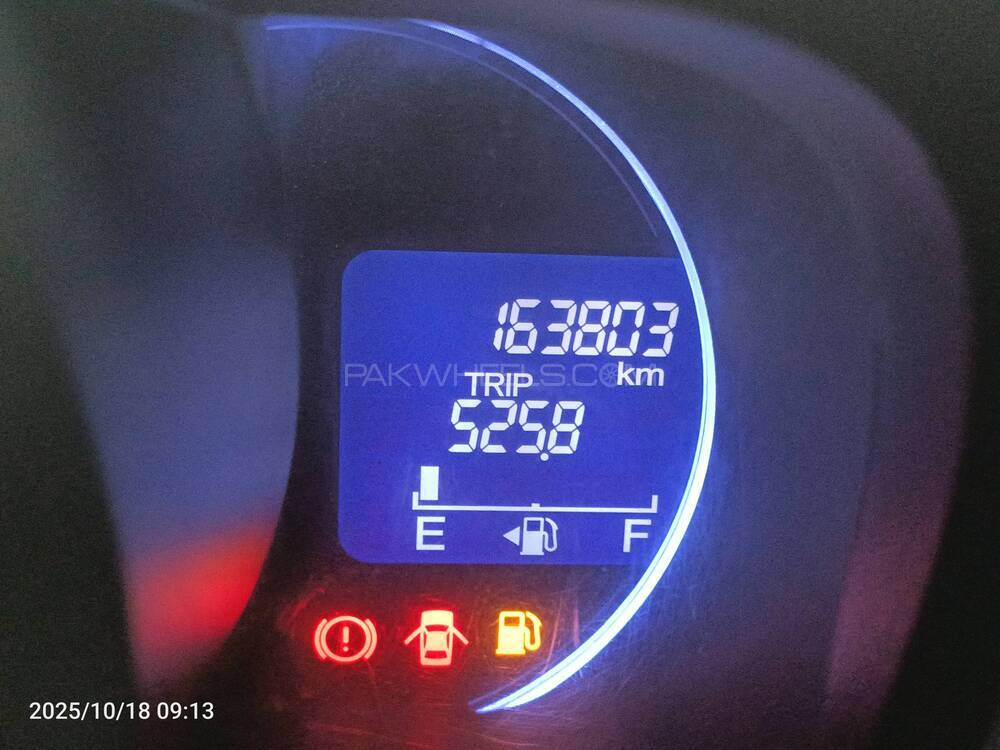 163803
km
PAKWHEELS.COM
TRIP
525.8
E F
2025/10/18 09:13